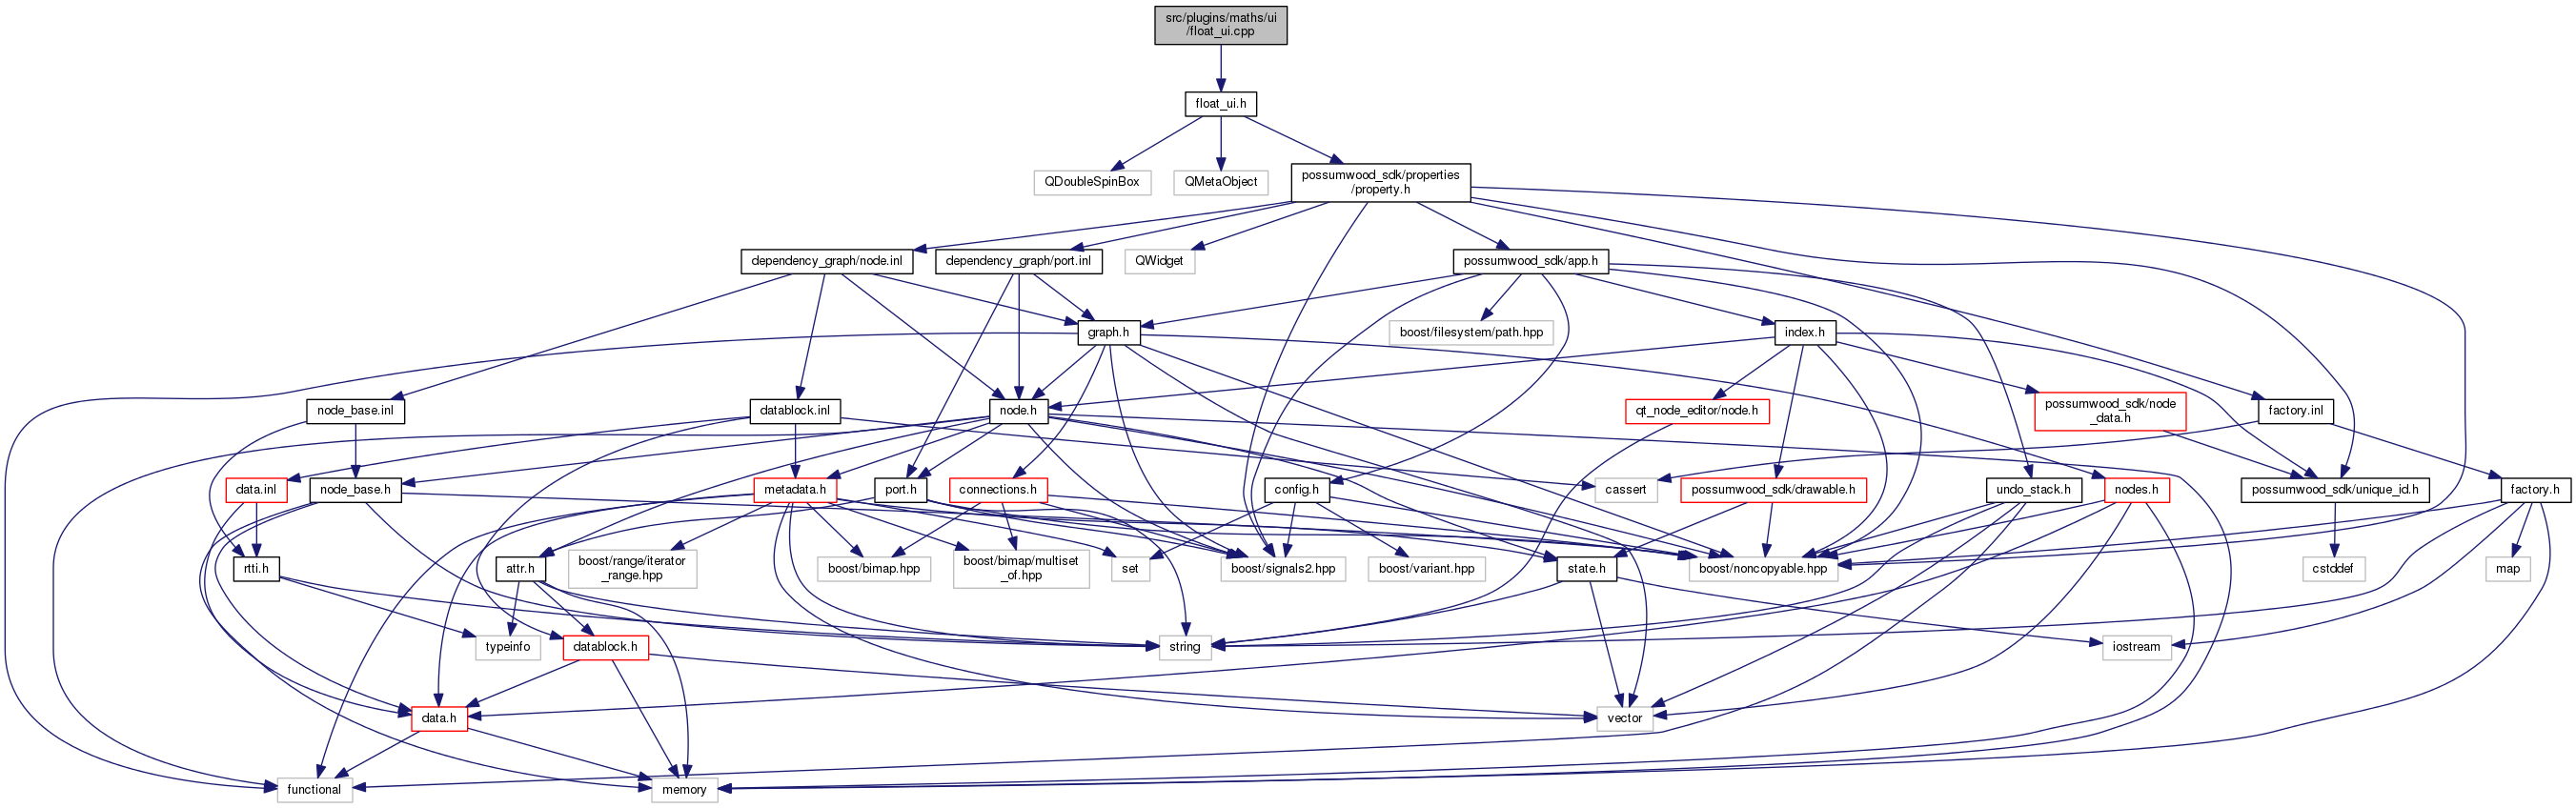 src/plugins/maths/ui
/float_ui.cpp
float_ui.h
QDoubleSpinBox
QMetaObject
possumwood_sdk/properties
/property.h
dependency_graph/node.inl
dependency_graph/port.inl
QWidget
possumwood_sdk/app.h
graph.h
boost/filesystem/path.hpp
index.h
node_base.inl
datablock.inl
node.h
qt_node_editor/node.h
possumwood_sdk/node
_data.h
factory.inl
data.inl
node_base.h
metadata.h
port.h
connections.h
cassert
config.h
possumwood_sdk/drawable.h
undo_stack.h
nodes.h
possumwood_sdk/unique_id.h
factory.h
rtti.h
attr.h
boost/range/iterator
_range.hpp
boost/bimap.hpp
boost/bimap/multiset
_of.hpp
set
boost/signals2.hpp
boost/variant.hpp
state.h
boost/noncopyable.hpp
cstddef
map
typeinfo
datablock.h
string
iostream
data.h
vector
functional
memory